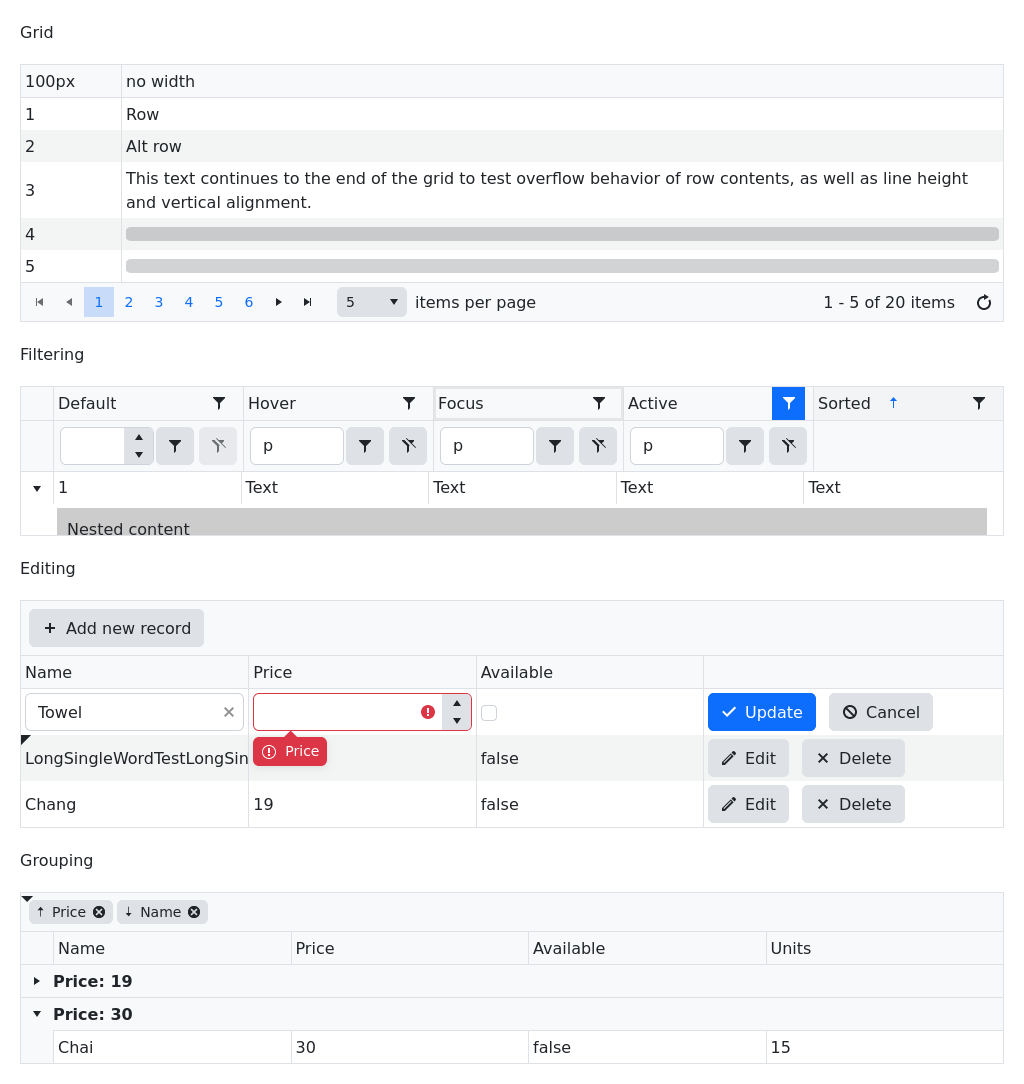 Grid
100px no width
1 Row
2 Alt row
3 This text continues to the end of the grid to test overflow behavior of row contents, as well as line height
and vertical alignment.
4
5
1 2 3 4 5 6 5 items per page 1 - 5 of 20 items
Filtering
Default Hover Focus Active Sorted
p p p
1 Text Text Text Text
Nested content
Editing
Add new record
Name Price Available
Towel Update Cancel
Price
LongSingleWordTestLongSin false Edit Delete
Chang 19 false Edit Delete
Grouping
Price Name
Name Price Available Units
Price: 19
Price: 30
Chai 30 false 15